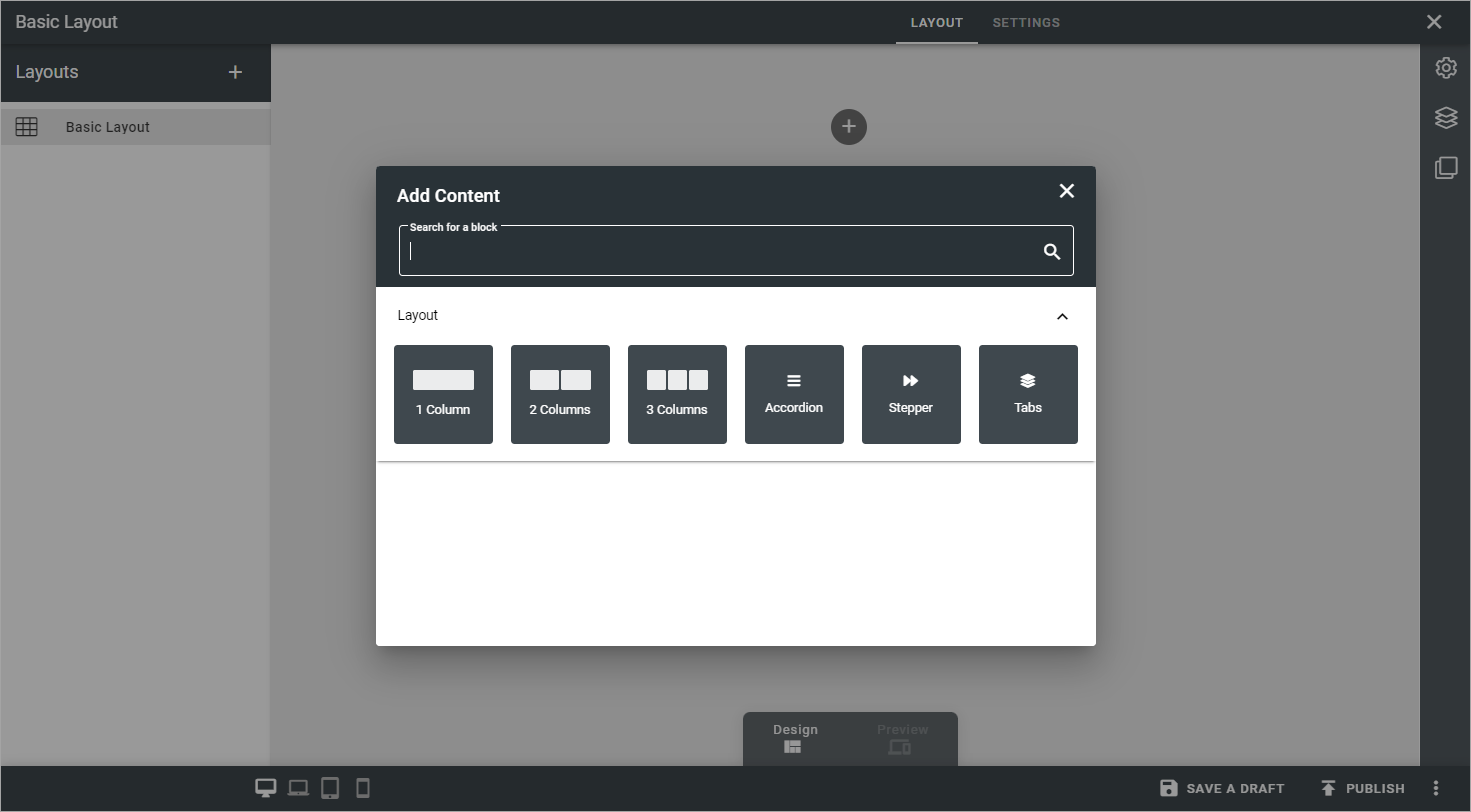 Basic Layout
LAYOUT SETTINGS
Layouts
Basic Layout
Add Content
Search for a block
Layout
1 Column
2 Columns
3 Columns
Accordion
Stepper
Tabs
Design
Preview
SAVE A DRAFT
PUBLISH